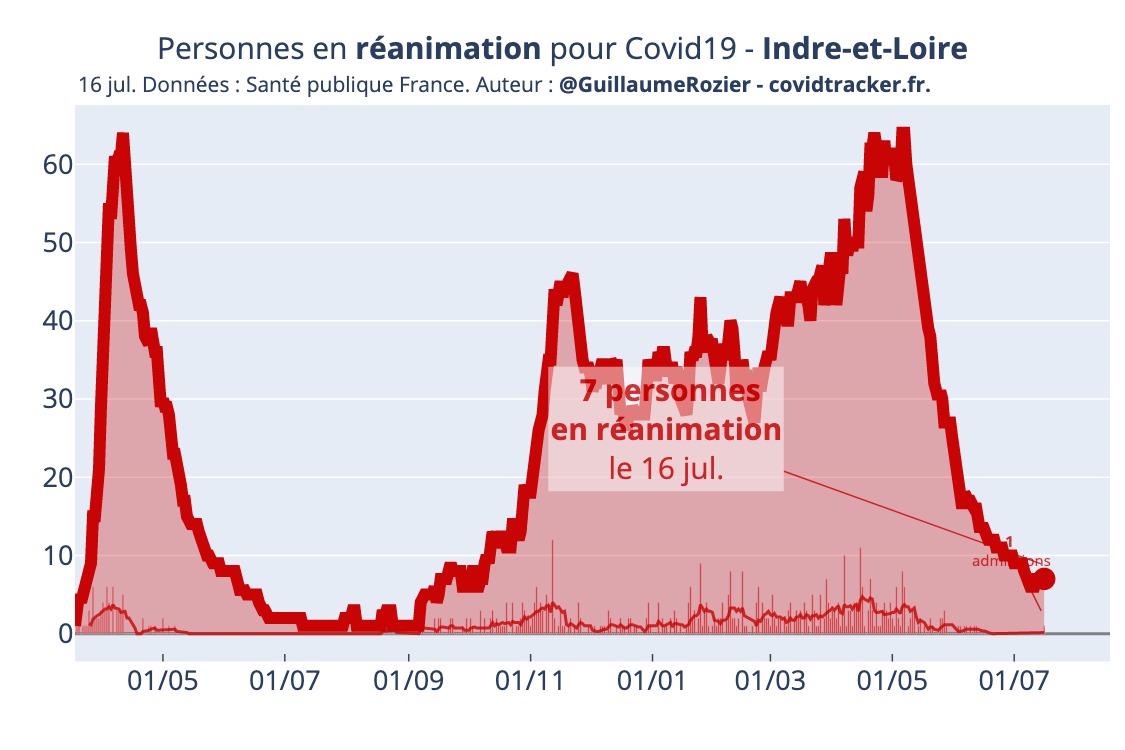 Personnes en réanimation pour Covid19 - Indre-et-Loire
16 jul. Données : Santé publique France. Auteur : @GuillaumeRozier - covidtracker.fr.
60
50
40
30
20
10
0
7 personnes
en réanimation
le 16 jul.
1
admissions
01/05
01/07
01/09
01/11
01/01
01/03
01/05
01/07